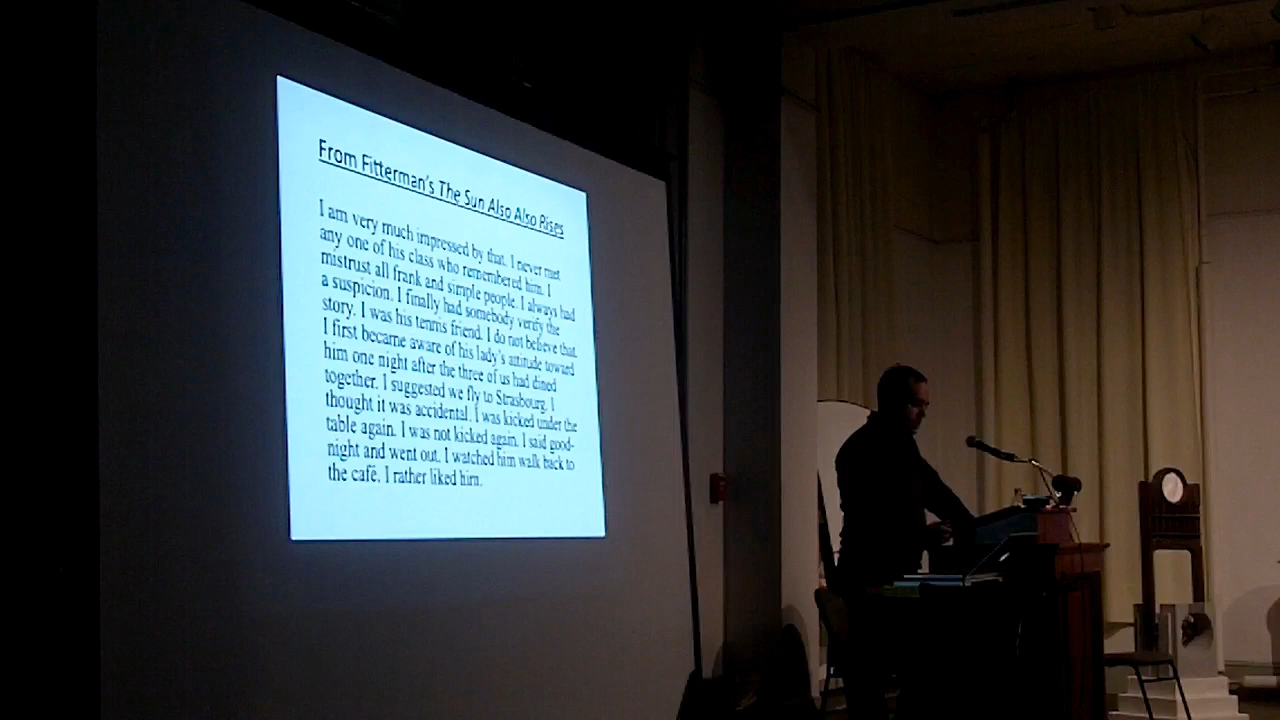 From Fitterman's The Sun Also Also Rises
I am very much impressed by that. I never met
any one of his class who remembered him. I
mistrust all frank and simple people. I always had
a suspicion. I finally had somebody verify the
story. I was his tennis friend. I do not believe that.
I first became aware of his lady's attitude toward
him one night after the three of us had dined
together. I suggested we fly to Strasbourg. I
thought it was accidental. I was kicked under the
table again. I was not kicked again. I said good-
night and went out. I watched him walk back to
the café. I rather liked him.